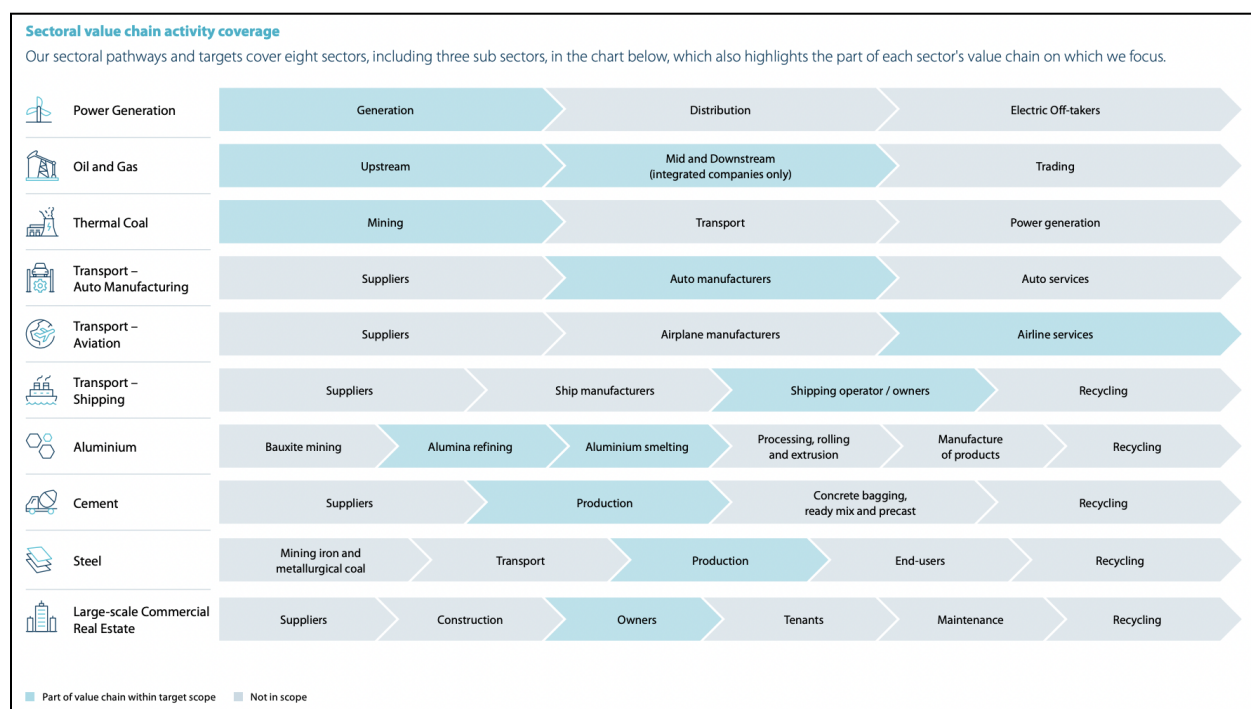 Sectoral value chain activity coverage
Our sectoral pathways and targets cover eight sectors, including three sub sectors, in the chart below, which also highlights the part of each sector's value chain on which we focus.
Power Generation
Generation
Distribution
Electric Off-takers
Oil and Gas
Upstream
Mid and Downstream
(integrated companies only)
Trading
Thermal Coal
Mining
Transport
Power generation
Transport –
Auto Manufacturing
Suppliers
Auto manufacturers
Auto services
Transport –
Aviation
Suppliers
Airplane manufacturers
Airline services
Transport –
Shipping
Suppliers
Ship manufacturers
Shipping operator / owners
Recycling
Aluminium
Bauxite mining
Alumina refining
Aluminium smelting
Processing, rolling
and extrusion
Manufacture
of products
Recycling
Cement
Suppliers
Production
Concrete bagging,
ready mix and precast
Recycling
Steel
Mining iron and
metallurgical coal
Transport
Production
End-users
Recycling
Large-scale Commercial
Real Estate
Suppliers
Construction
Owners
Tenants
Maintenance
Recycling
Part of value chain within target scope
Not in scope